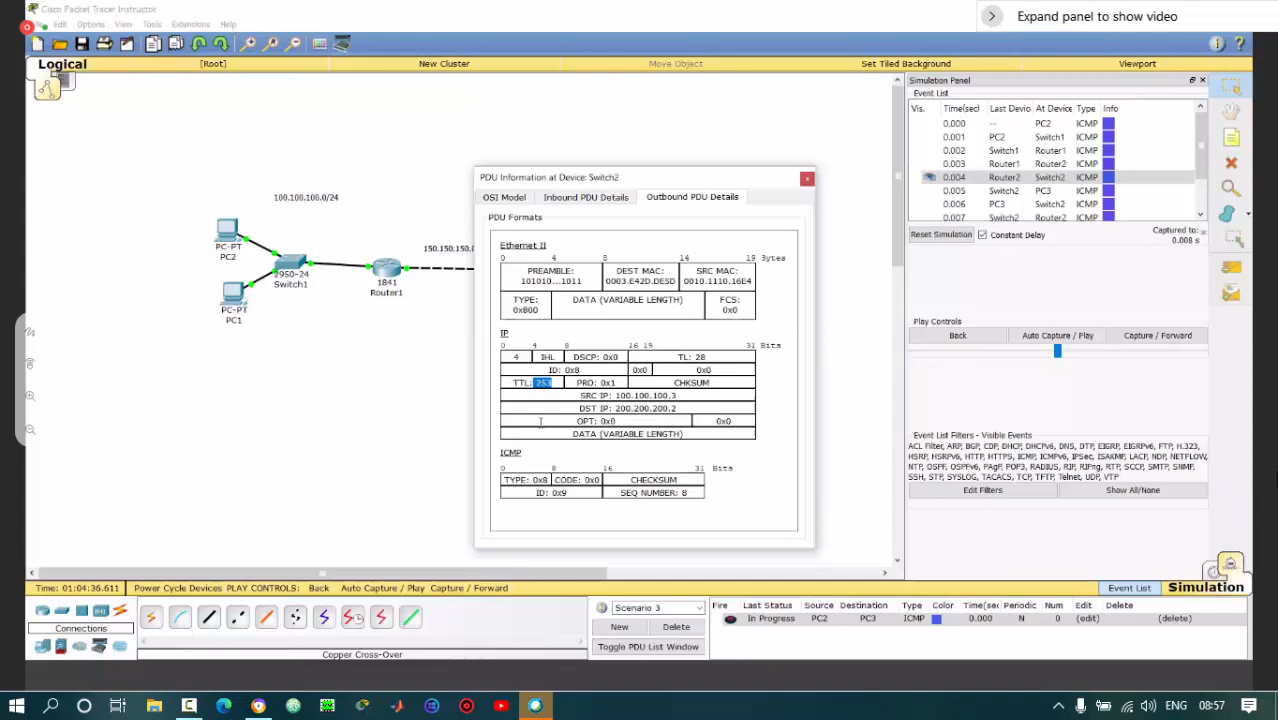 Cisco Packet Tracer Instructor
Expand panel to show video
File Edit Options View Tools Extensions Help
Logical [Root] New Cluster Move Object Set Tiled Background Viewport
100.100.100.0/24
PC-PT
PC2
2950-24
Switch1
PC-PT
PC1
1841
Router1
150.150.150.0
PDU Information at Device: Switch2
OSI Model Inbound PDU Details Outbound PDU Details
PDU Formats
Ethernet II
0 4 8 14 19 Bytes
PREAMBLE: DEST MAC: SRC MAC:
101010...1011 0003.E42D.DE5D 0010.1110.16E4
TYPE: DATA (VARIABLE LENGTH) FCS:
0x800 0x0
IP
0 4 8 16 19 31 Bits
4 IHL DSCP: 0x0 TL: 28
ID: 0x8 0x0 0x0
TTL: 253 PRO: 0x1 CHKSUM
SRC IP: 100.100.100.3
DST IP: 200.200.200.2
OPT: 0x0 0x0
DATA (VARIABLE LENGTH)
ICMP
0 8 16 31 Bits
TYPE: 0x8 CODE: 0x0 CHECKSUM
ID: 0x9 SEQ NUMBER: 8
Simulation Panel
Event List
Vis. Time(sec) Last Devic At Device Type Info
0.000 -- PC2 ICMP
0.001 PC2 Switch1 ICMP
0.002 Switch1 Router1 ICMP
0.003 Router1 Router2 ICMP
0.004 Router2 Switch2 ICMP
0.005 Switch2 PC3 ICMP
0.006 PC3 Switch2 ICMP
0.007 Switch2 Router2 ICMP
Reset Simulation Constant Delay Captured to:
0.008 s
Play Controls
Back Auto Capture / Play Capture / Forward
Event List Filters - Visible Events
ACL Filter, ARP, BGP, CDP, DHCP, DHCPv6, DNS, DTP, EIGRP, EIGRPv6, FTP, H.323,
HSRP, HSRPv6, HTTP, HTTPS, ICMP, ICMPv6, IPSec, ISAKMP, LACP, NDP, NETFLOW,
NTP, OSPF, OSPFv6, PAgP, POP3, RADIUS, RIP, RIPng, RTP, SCCP, SMTP, SNMP,
SSH, STP, SYSLOG, TACACS, TCP, TFTP, Telnet, UDP, VTP
Edit Filters Show All/None
Time: 01:04:36.611 Power Cycle Devices PLAY CONTROLS: Back Auto Capture / Play Capture / Forward Event List Simulation
Connections
Copper Cross-Over
Scenario 3
New Delete
Toggle PDU List Window
Fire Last Status Source Destination Type Color Time(sec Periodic Num Edit Delete
In Progress PC2 PC3 ICMP 0.000 N 0 (edit) (delete)
ENG 08:57